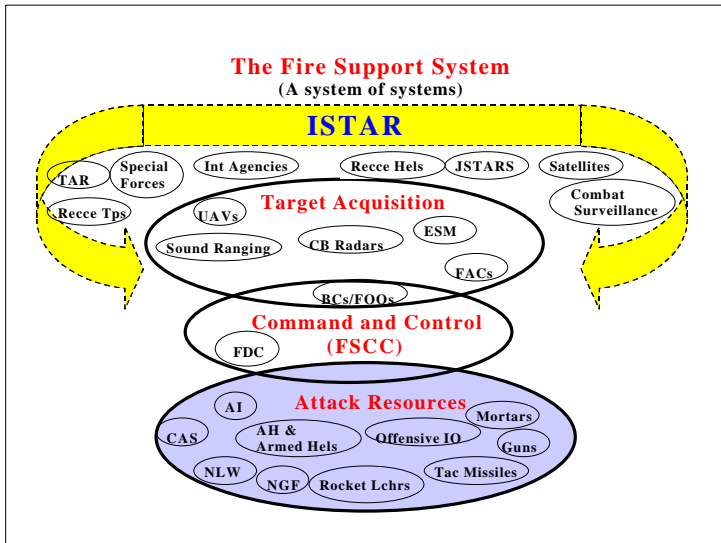 The Fire Support System
(A system of systems)
ISTAR
TAR
Special
Forces
Int Agencies
Recce Hels
JSTARS
Satellites
Recce Tps
Combat
Surveillance
Target Acquisition
UAVs
Sound Ranging
CB Radars
ESM
FACs
BCs/FOOs
Command and Control
(FSCC)
FDC
Attack Resources
AI
Mortars
CAS
AH &
Armed Hels
Offensive IO
Guns
NLW
NGF
Rocket Lchrs
Tac Missiles